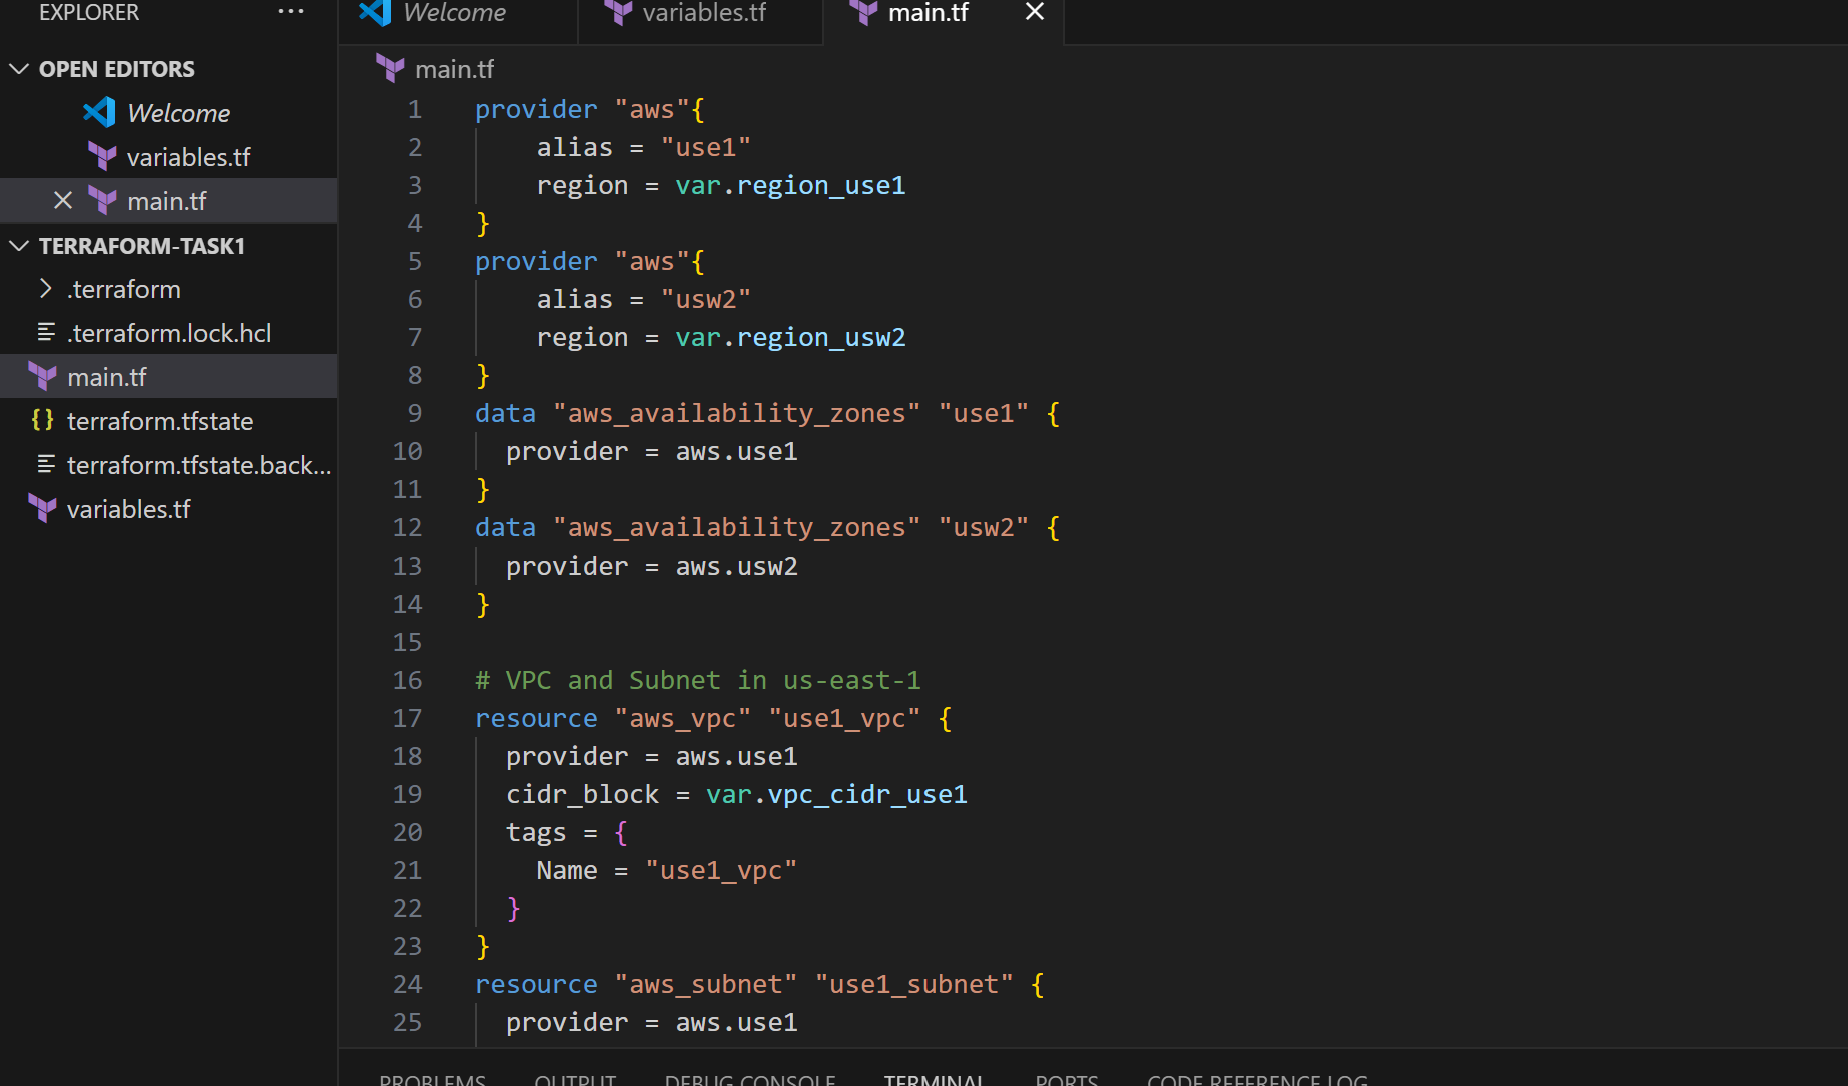 EXPLORER
...
OPEN EDITORS
Welcome
variables.tf
main.tf
TERRAFORM-TASK1
.terraform
.terraform.lock.hcl
main.tf
terraform.tfstate
terraform.tfstate.back...
variables.tf
Welcome
variables.tf
main.tf
main.tf
1 provider "aws"{
2     alias = "use1"
3     region = var.region_use1
4 }
5 provider "aws"{
6     alias = "usw2"
7     region = var.region_usw2
8 }
9 data "aws_availability_zones" "use1" {
10   provider = aws.use1
11 }
12 data "aws_availability_zones" "usw2" {
13   provider = aws.usw2
14 }
15
16 # VPC and Subnet in us-east-1
17 resource "aws_vpc" "use1_vpc" {
18   provider = aws.use1
19   cidr_block = var.vpc_cidr_use1
20   tags = {
21     Name = "use1_vpc"
22   }
23 }
24 resource "aws_subnet" "use1_subnet" {
25   provider = aws.use1
PROBLEMS OUTPUT DEBUG CONSOLE TERMINAL PORTS CODE REFERENCE LOG